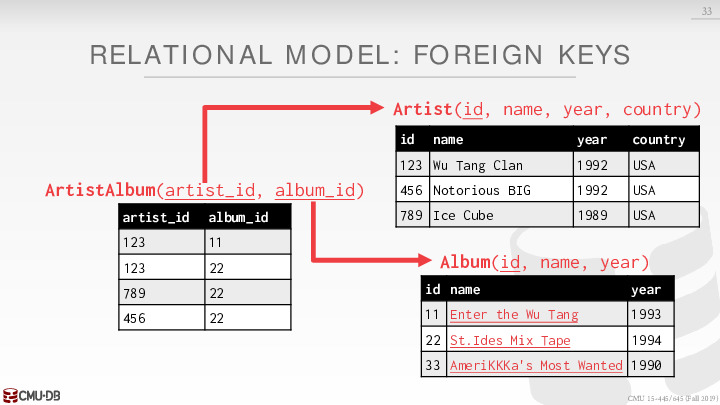 33
RELATIONAL MODEL: FOREIGN KEYS
Artist(id, name, year, country)
id name year country
123 Wu Tang Clan 1992 USA
456 Notorious BIG 1992 USA
789 Ice Cube 1989 USA
ArtistAlbum(artist_id, album_id)
artist_id album_id
123 11
123 22
789 22
456 22
Album(id, name, year)
id name year
11 Enter the Wu Tang 1993
22 St.Ides Mix Tape 1994
33 AmeriKKKa's Most Wanted 1990
CMU·DB
CMU 15-445/645 (Fall 2019)